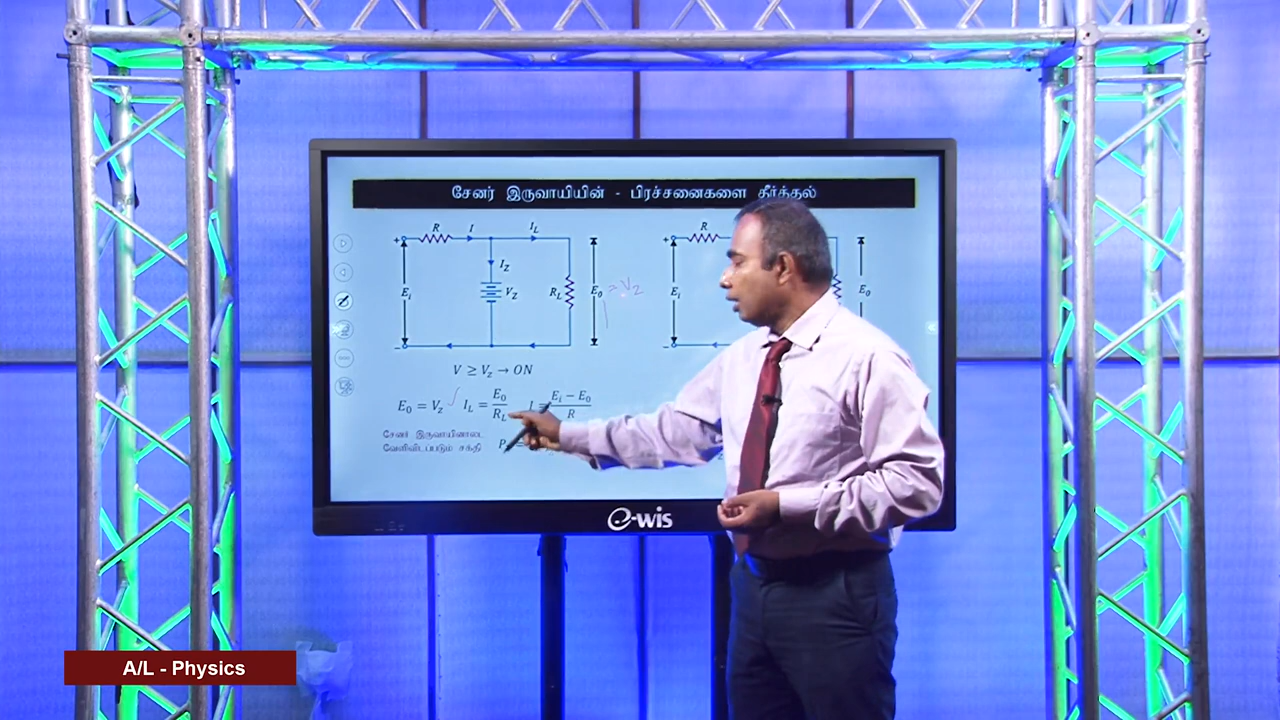 சேனர் இருவாயியின் - பிரச்சனைகளை தீர்த்தல்
R I I_L
+ I_Z
E_i V_Z R_L E_0 = V_Z
-
R
+
E_i E_0
-
V ≥ V_z → ON
E_0 = V_z I_L = E_0 / R_L I = E_i − E_0 / R
சேனர் இருவாயினூடை
வேளிவிடப்படும் சக்தி
e-wis
A/L - Physics